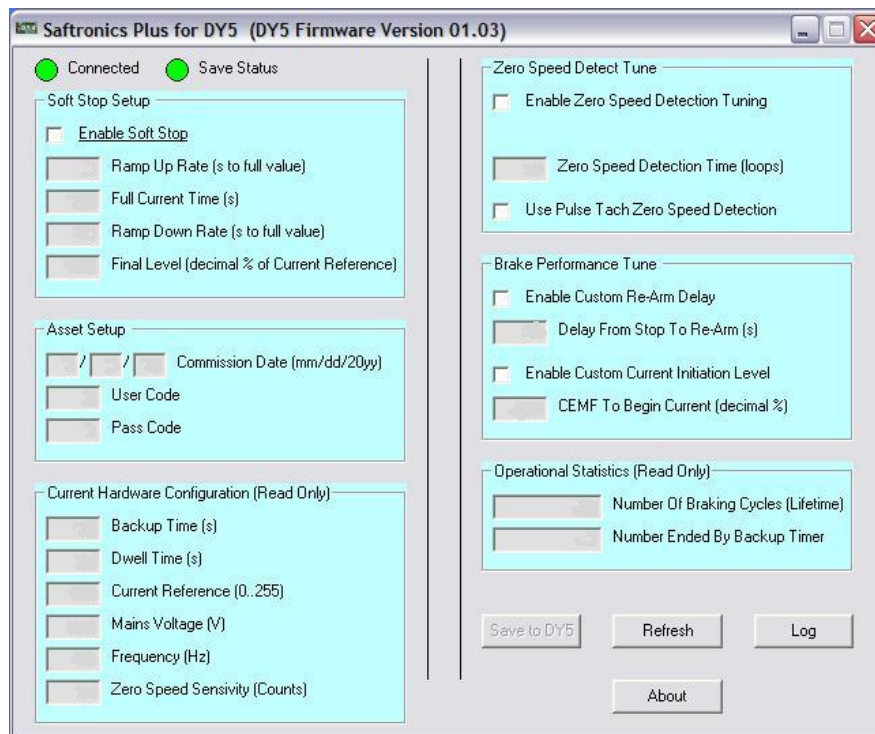 Saftronics Plus for DY5 (DY5 Firmware Version 01.03)
Connected Save Status
Soft Stop Setup
Enable Soft Stop
Ramp Up Rate (s to full value)
Full Current Time (s)
Ramp Down Rate (s to full value)
Final Level (decimal % of Current Reference)
Asset Setup
/ / Commission Date (mm/dd/20yy)
User Code
Pass Code
Current Hardware Configuration (Read Only)
Backup Time (s)
Dwell Time (s)
Current Reference (0..255)
Mains Voltage (V)
Frequency (Hz)
Zero Speed Sensivity (Counts)
Zero Speed Detect Tune
Enable Zero Speed Detection Tuning
Zero Speed Detection Time (loops)
Use Pulse Tach Zero Speed Detection
Brake Performance Tune
Enable Custom Re-Arm Delay
Delay From Stop To Re-Arm (s)
Enable Custom Current Initiation Level
CEMF To Begin Current (decimal %)
Operational Statistics (Read Only)
Number Of Braking Cycles (Lifetime)
Number Ended By Backup Timer
Save to DY5 Refresh Log
About